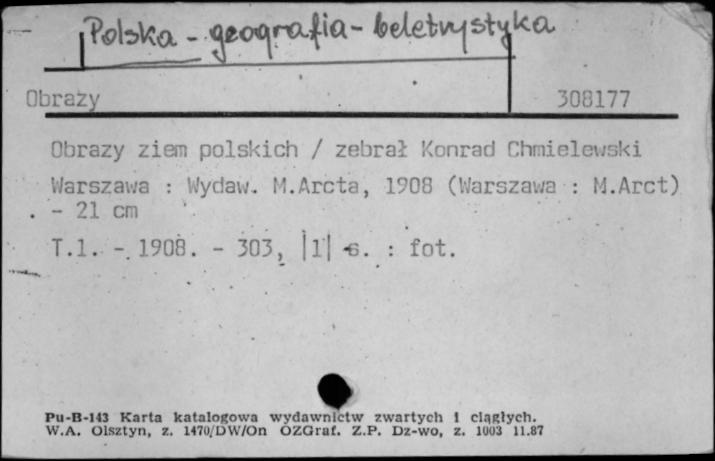 Polska - geografia - beletrystyka
Obrazy 308177
Obrazy ziem polskich / zebrał Konrad Chmielewski
Warszawa : Wydaw. M.Arcta, 1908 (Warszawa : M.Arct)
. - 21 cm
T.1. - 1908. - 303, |1| s. : fot.
Pu-B-143 Karta katalogowa wydawnictw zwartych i ciągłych.
W.A. Olsztyn, z. 1470/DW/On OZGraf. Z.P. Dz-wo, z. 1003 11.87